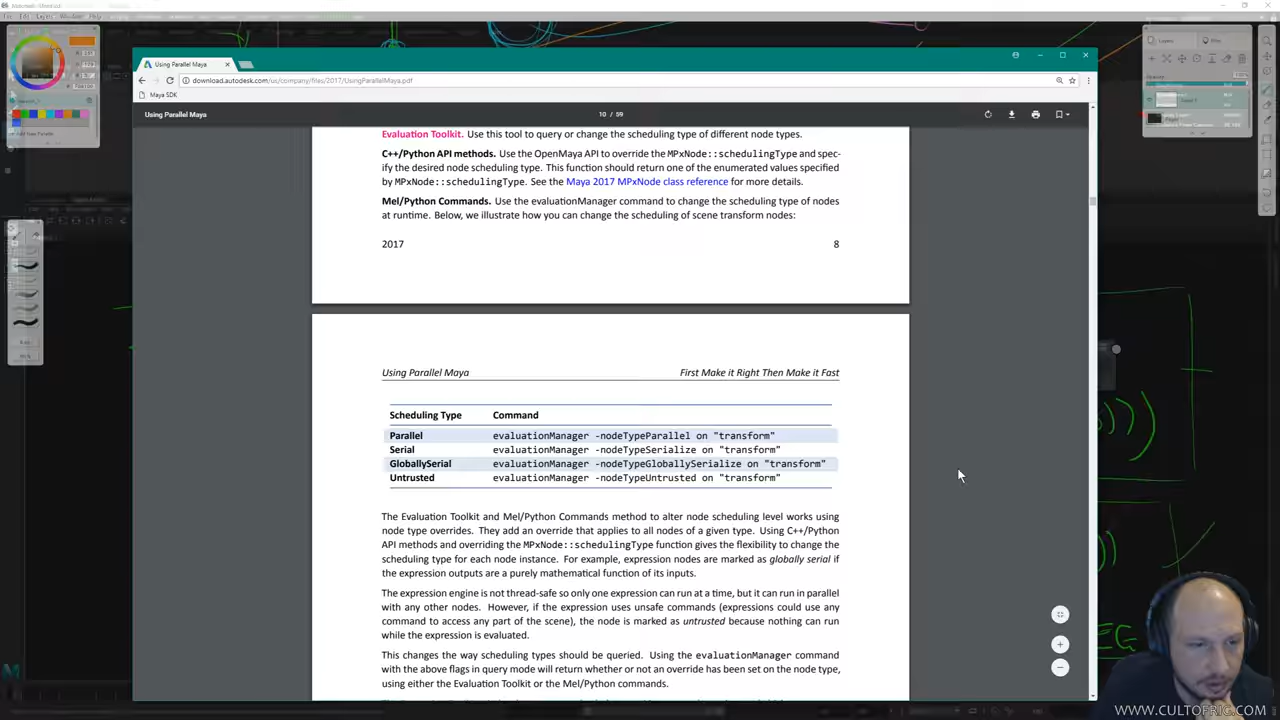 Using Parallel Maya
download.autodesk.com/us/company/files/2017/UsingParallelMaya.pdf
Maya SDK
Using Parallel Maya
10 / 59
Evaluation Toolkit. Use this tool to query or change the scheduling type of different node types.
C++/Python API methods. Use the OpenMaya API to override the MPxNode::schedulingType and spec-
ify the desired node scheduling type. This function should return one of the enumerated values specified
by MPxNode::schedulingType. See the Maya 2017 MPxNode class reference for more details.
Mel/Python Commands. Use the evaluationManager command to change the scheduling type of nodes
at runtime. Below, we illustrate how you can change the scheduling of scene transform nodes:
2017 8
Using Parallel Maya First Make it Right Then Make it Fast
Scheduling Type Command
Parallel evaluationManager -nodeTypeParallel on "transform"
Serial evaluationManager -nodeTypeSerialize on "transform"
GloballySerial evaluationManager -nodeTypeGloballySerialize on "transform"
Untrusted evaluationManager -nodeTypeUntrusted on "transform"
The Evaluation Toolkit and Mel/Python Commands method to alter node scheduling level works using
node type overrides. They add an override that applies to all nodes of a given type. Using C++/Python
API methods and overriding the MPxNode::schedulingType function gives the flexibility to change the
scheduling type for each node instance. For example, expression nodes are marked as globally serial if
the expression outputs are a purely mathematical function of its inputs.
The expression engine is not thread-safe so only one expression can run at a time, but it can run in parallel
with any other nodes. However, if the expression uses unsafe commands (expressions could use any
command to access any part of the scene), the node is marked as untrusted because nothing can run
while the expression is evaluated.
This changes the way scheduling types should be queried. Using the evaluationManager command
with the above flags in query mode will return whether or not an override has been set on the node type,
using either the Evaluation Toolkit or the Mel/Python commands.
WWW.CULTOFRIG.COM